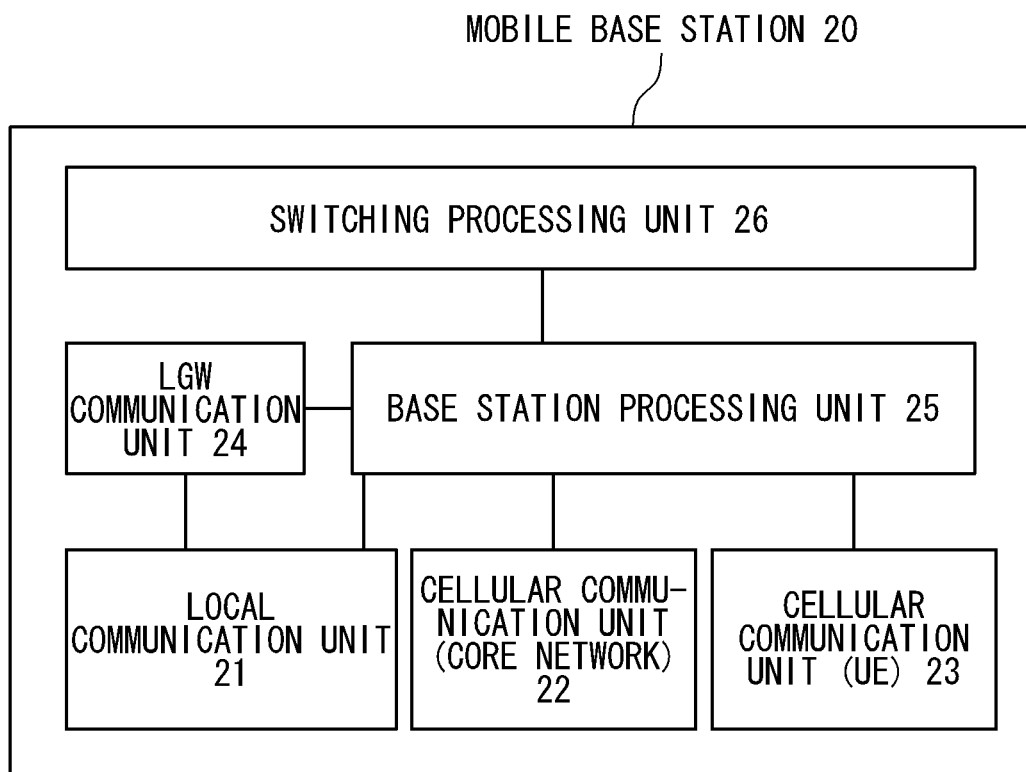 MOBILE BASE STATION 20
SWITCHING PROCESSING UNIT 26
LGW
COMMUNICATION
UNIT 24
BASE STATION PROCESSING UNIT 25
LOCAL
COMMUNICATION UNIT
21
CELLULAR COMMU-
NICATION UNIT
(CORE NETWORK)
22
CELLULAR
COMMUNICATION
UNIT (UE) 23